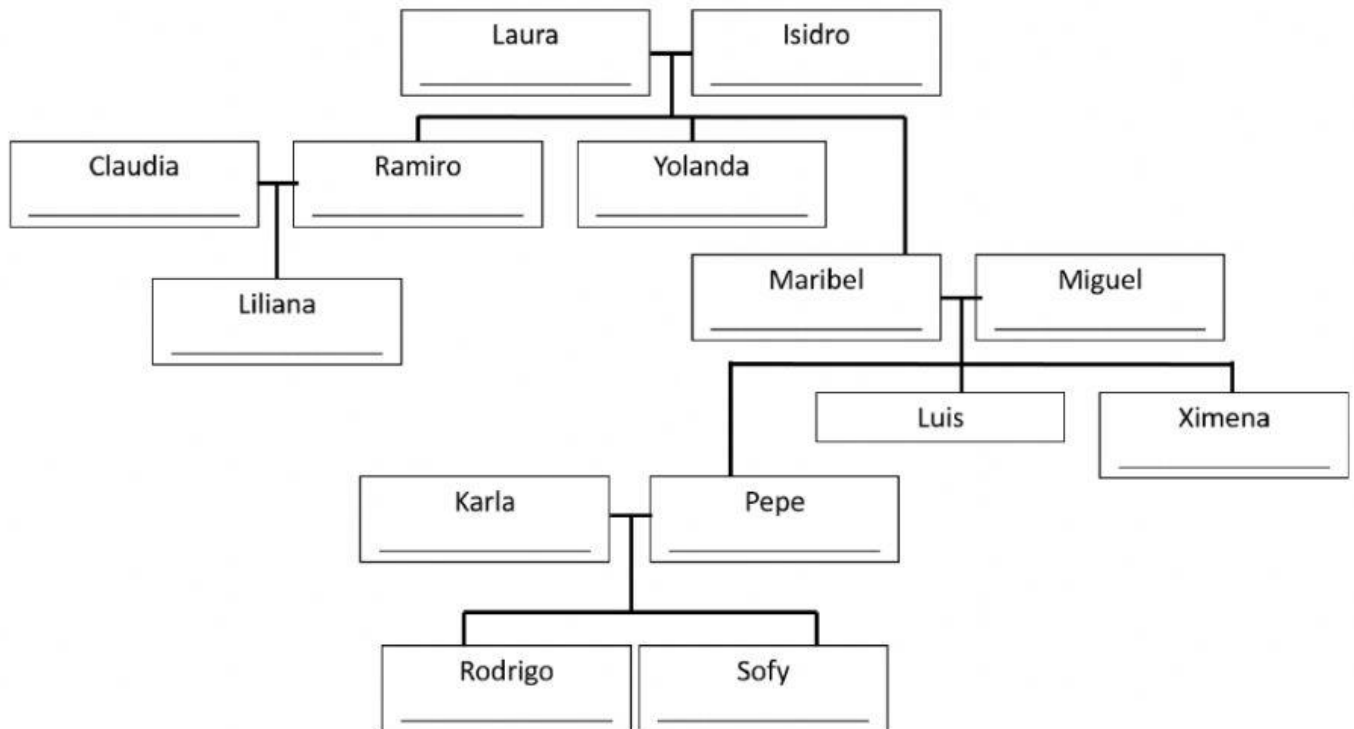 Laura
Isidro
Claudia
Ramiro
Yolanda
Liliana
Maribel
Miguel
Luis
Ximena
Karla
Pepe
Rodrigo
Sofy